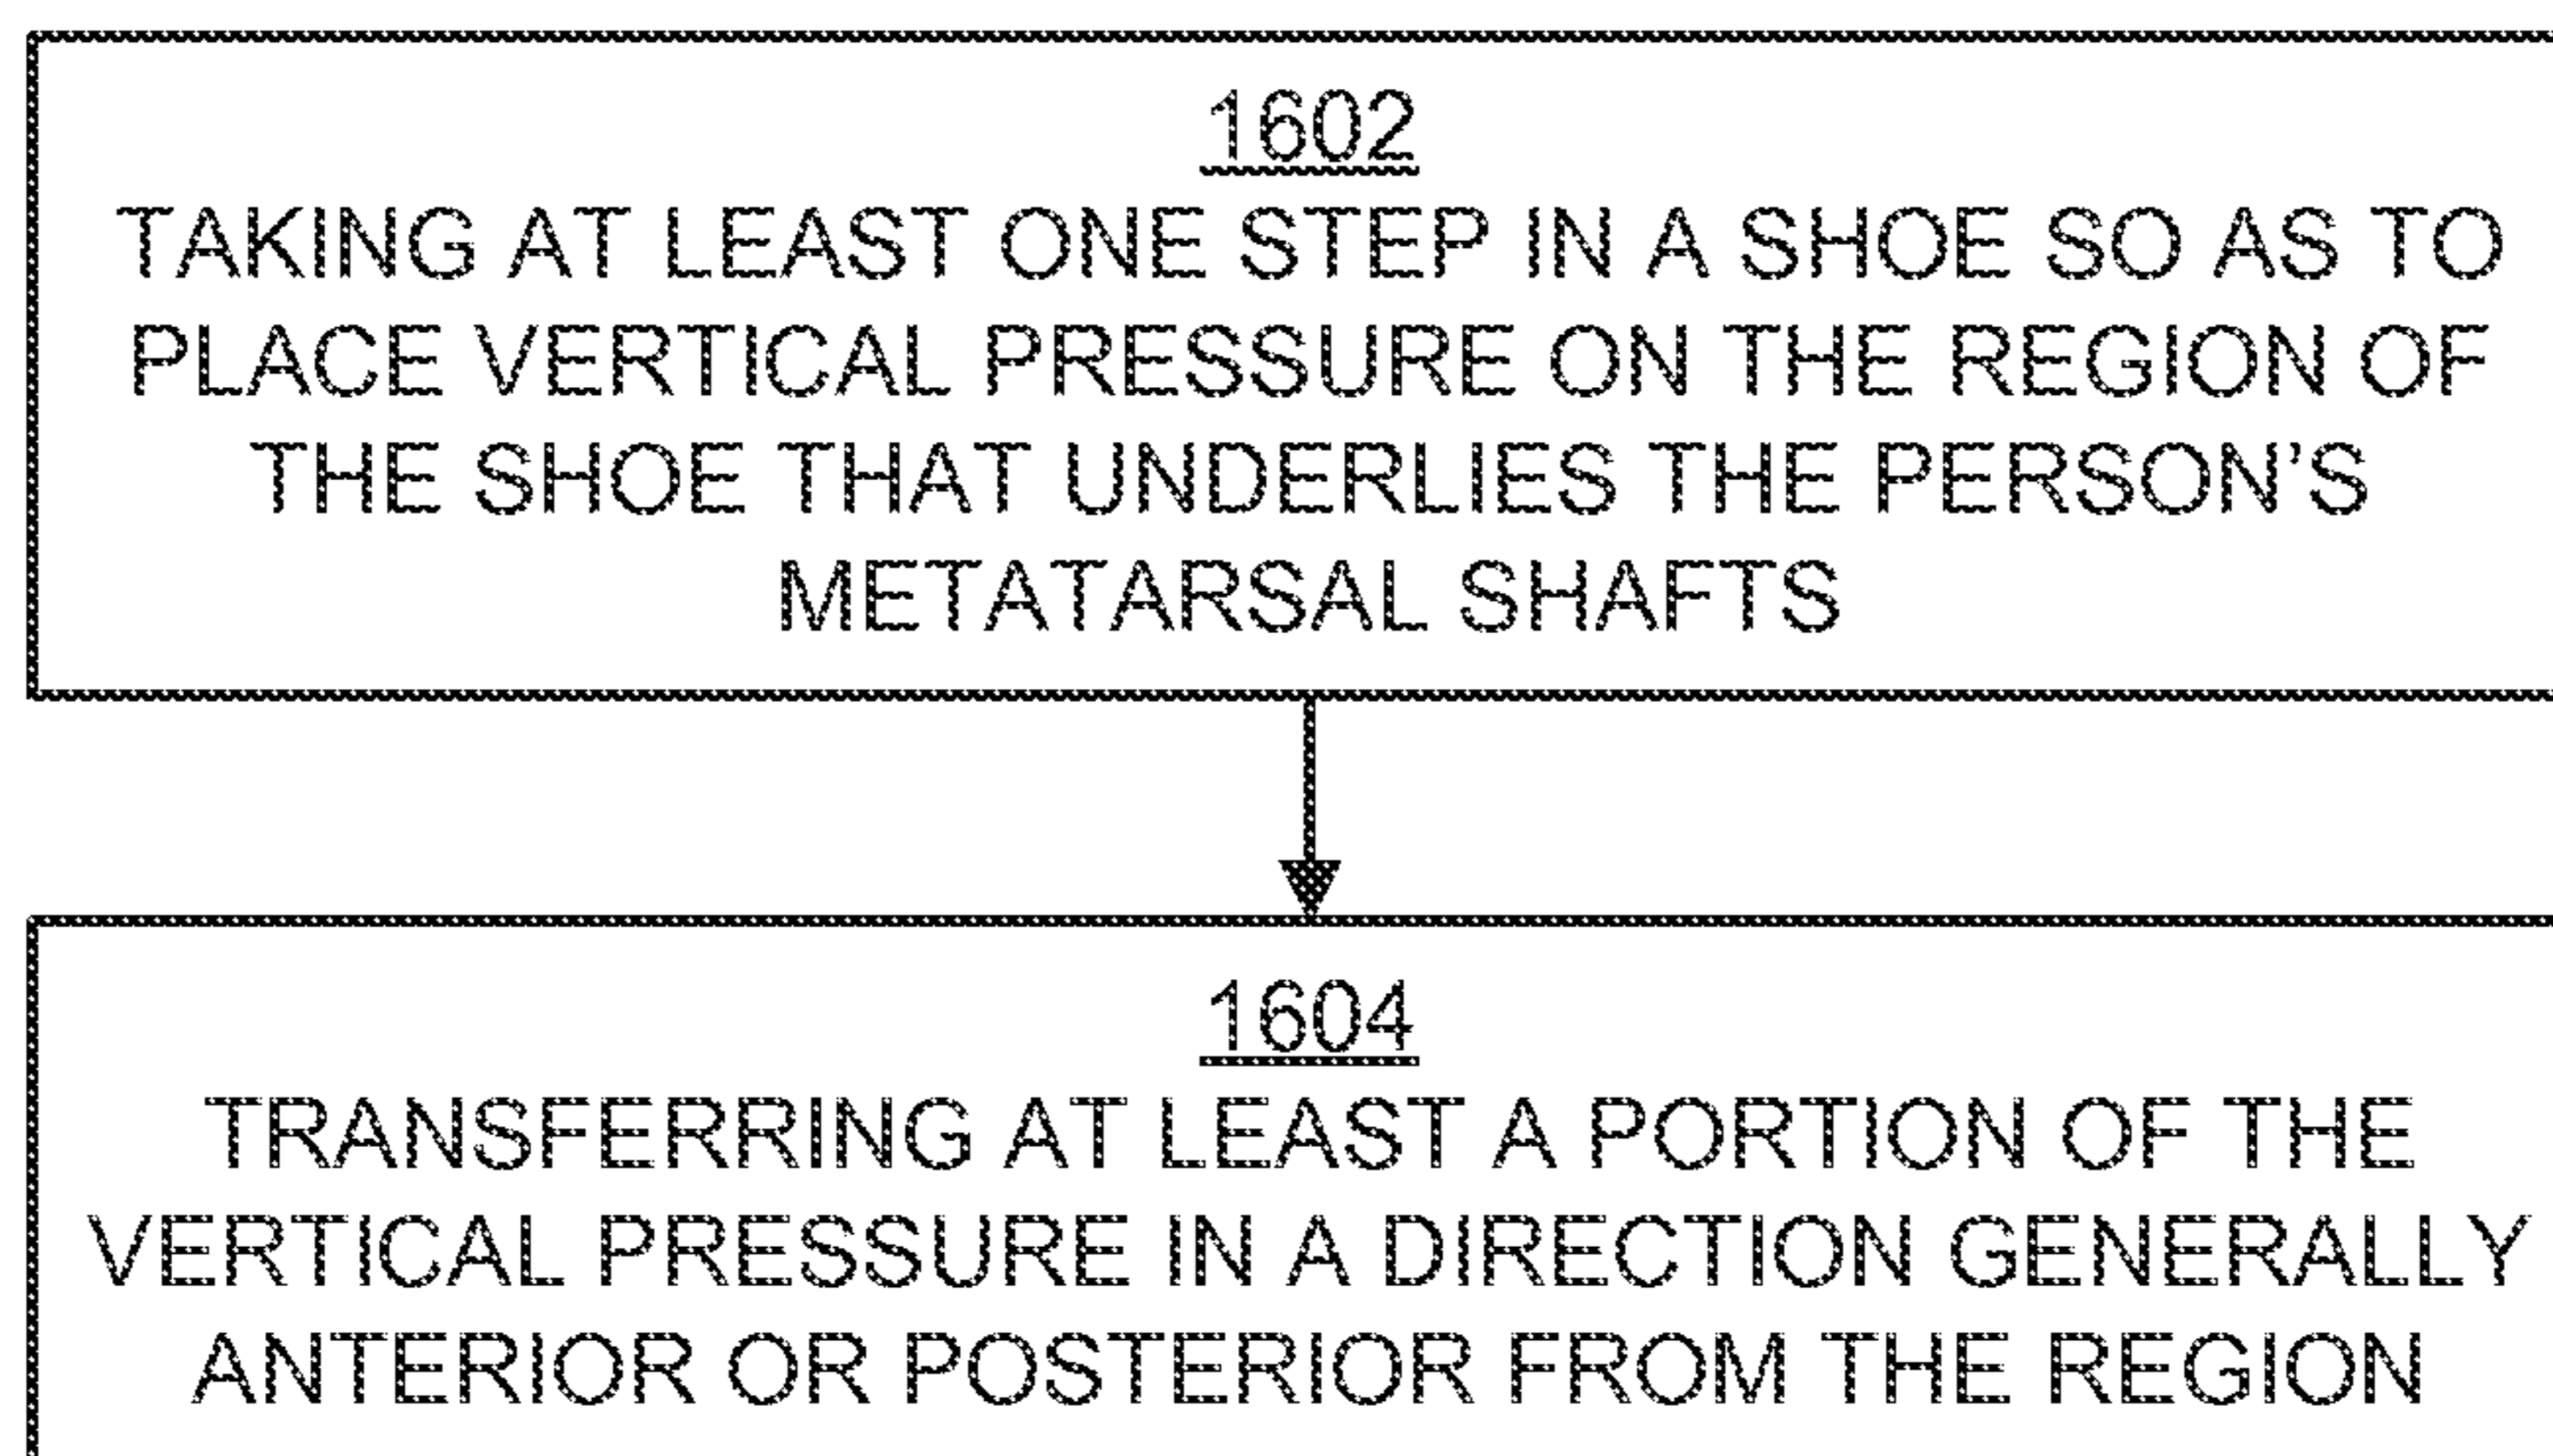 1602
TAKING AT LEAST ONE STEP IN A SHOE SO AS TO
PLACE VERTICAL PRESSURE ON THE REGION OF
THE SHOE THAT UNDERLIES THE PERSON'S
METATARSAL SHAFTS
1604
TRANSFERRING AT LEAST A PORTION OF THE
VERTICAL PRESSURE IN A DIRECTION GENERALLY
ANTERIOR OR POSTERIOR FROM THE REGION